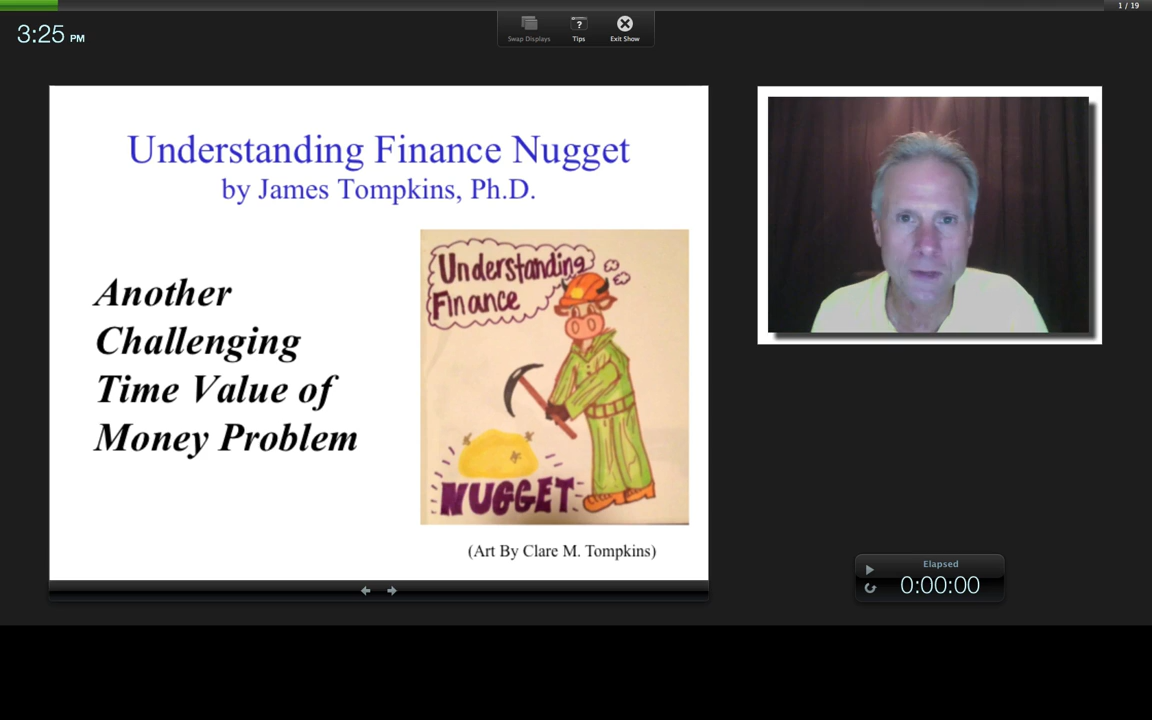 1 / 19
3:25 PM
Swap Displays
Tips
Exit Show
Understanding Finance Nugget
by James Tompkins, Ph.D.
Another
Challenging
Time Value of
Money Problem
Understanding
Finance
NUGGET
(Art By Clare M. Tompkins)
Elapsed
0:00:00